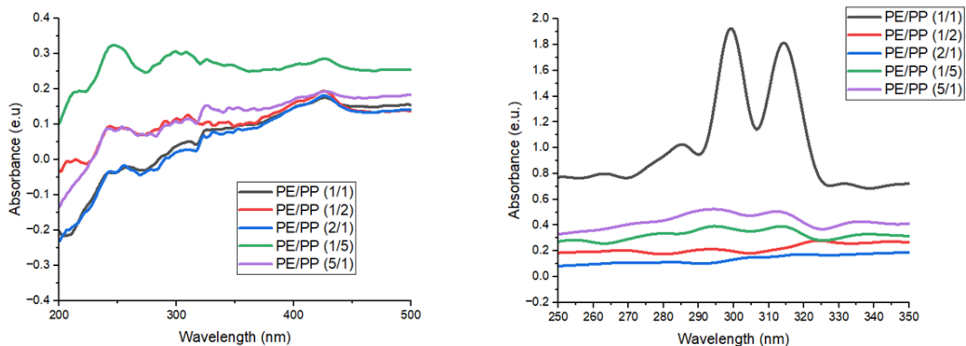 0.4
0.3
0.2
0.1
0.0
−0.1
−0.2
−0.3
0.4
Absorbance (e.u)
200
250
300
350
400
450
500
Wavelength (nm)
PE/PP (1/1)
PE/PP (1/2)
PE/PP (2/1)
PE/PP (1/5)
PE/PP (5/1)
2.0
1.8
1.6
1.4
1.2
1.0
0.8
0.6
0.4
0.2
0.0
−0.2
Absorbance (e.u.)
250
260
270
280
290
300
310
320
330
340
350
Wavelength (nm)
PE/PP (1/1)
PE/PP (1/2)
PE/PP (2/1)
PE/PP (1/5)
PE/PP (5/1)